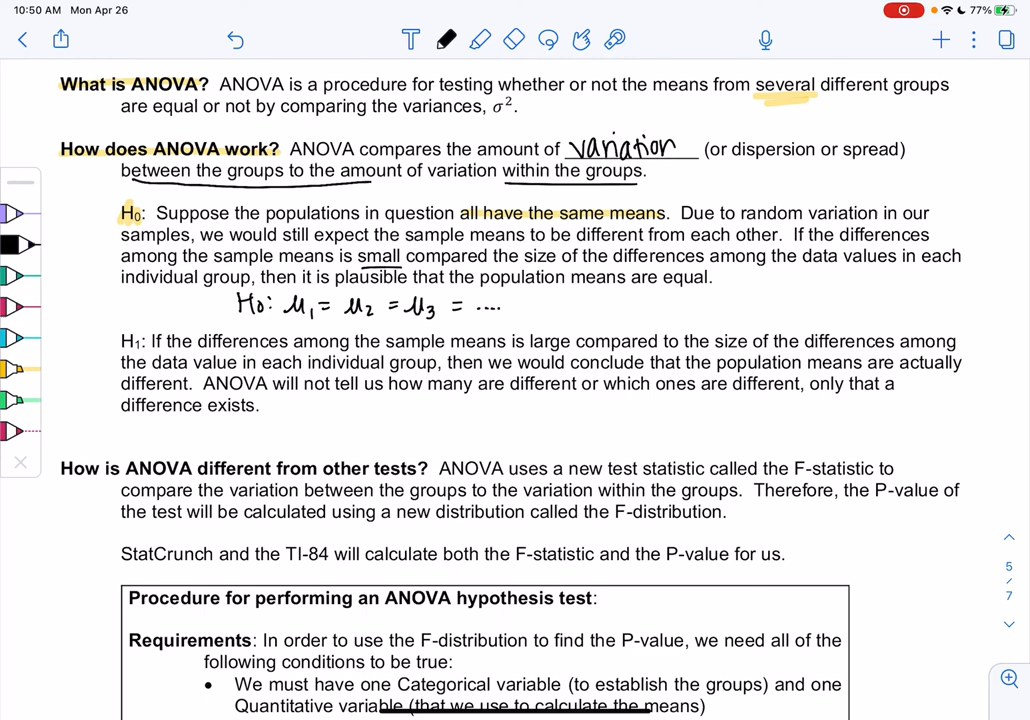 10:50 AM Mon Apr 26
77%
T
What is ANOVA? ANOVA is a procedure for testing whether or not the means from several different groups
are equal or not by comparing the variances, σ².
How does ANOVA work? ANOVA compares the amount of variation (or dispersion or spread)
between the groups to the amount of variation within the groups.
H₀: Suppose the populations in question all have the same means. Due to random variation in our
samples, we would still expect the sample means to be different from each other. If the differences
among the sample means is small compared the size of the differences among the data values in each
individual group, then it is plausible that the population means are equal.
H₀: μ₁ = μ₂ = μ₃ = ....
H₁: If the differences among the sample means is large compared to the size of the differences among
the data value in each individual group, then we would conclude that the population means are actually
different. ANOVA will not tell us how many are different or which ones are different, only that a
difference exists.
How is ANOVA different from other tests? ANOVA uses a new test statistic called the F-statistic to
compare the variation between the groups to the variation within the groups. Therefore, the P-value of
the test will be calculated using a new distribution called the F-distribution.
StatCrunch and the TI-84 will calculate both the F-statistic and the P-value for us.
5
/
7
Procedure for performing an ANOVA hypothesis test:
Requirements: In order to use the F-distribution to find the P-value, we need all of the
following conditions to be true:
• We must have one Categorical variable (to establish the groups) and one
Quantitative variable (that we use to calculate the means)